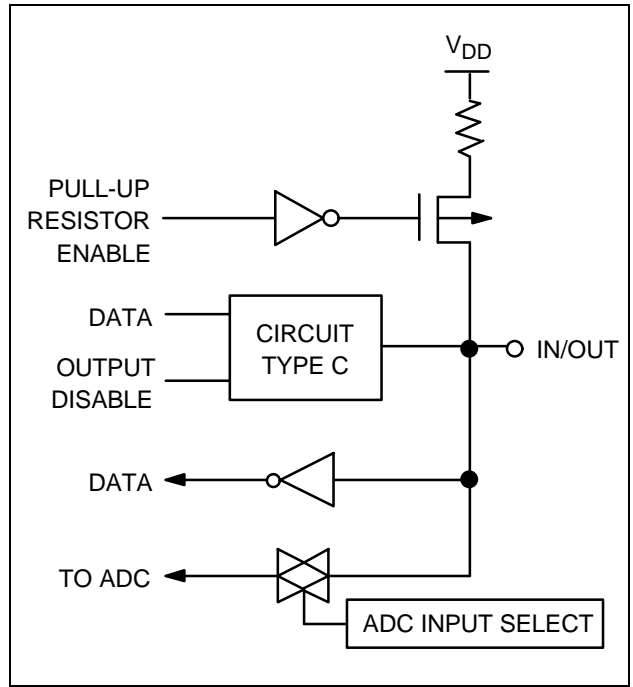 VDD
PULL-UP
RESISTOR
ENABLE
DATA
CIRCUIT
TYPE C
OUTPUT
DISABLE
IN/OUT
DATA
TO ADC
ADC INPUT SELECT